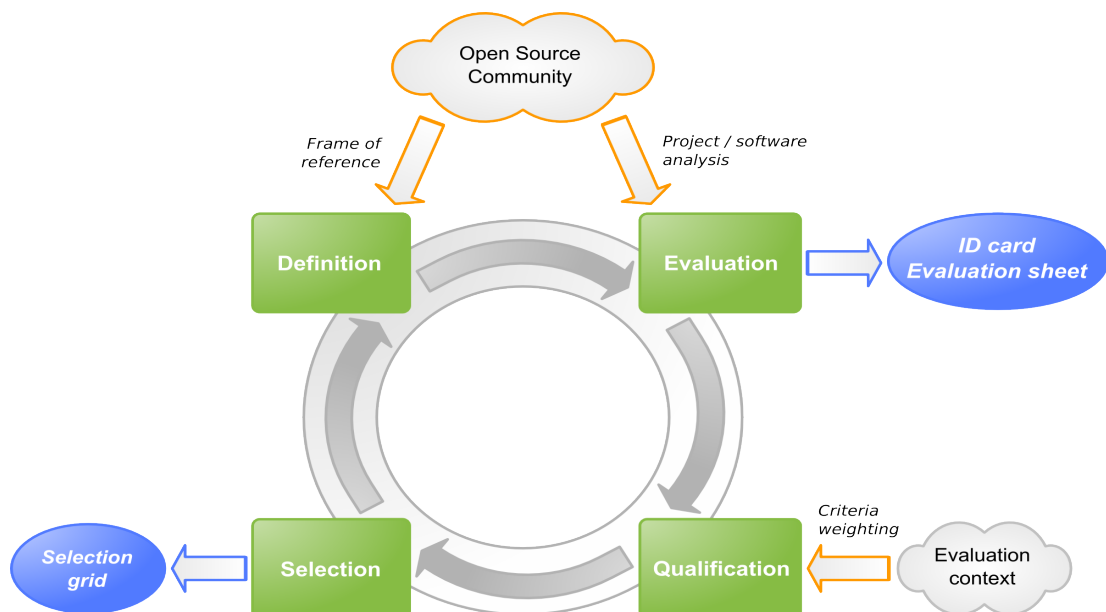 Open Source
Community
Frame of
reference
Project / software
analysis
Definition
Evaluation
ID card
Evaluation sheet
Criteria
weighting
Selection
grid
Selection
Qualification
Evaluation
context